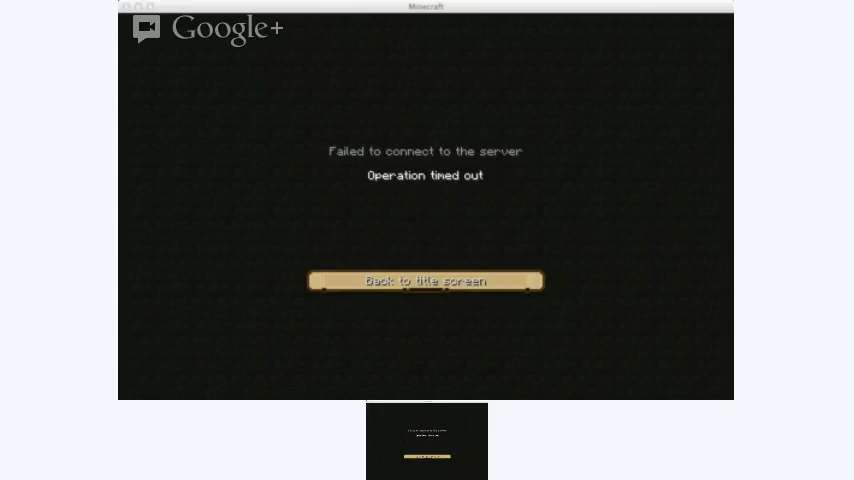 Minecraft
Google+
Failed to connect to the server
Operation timed out
Back to title screen